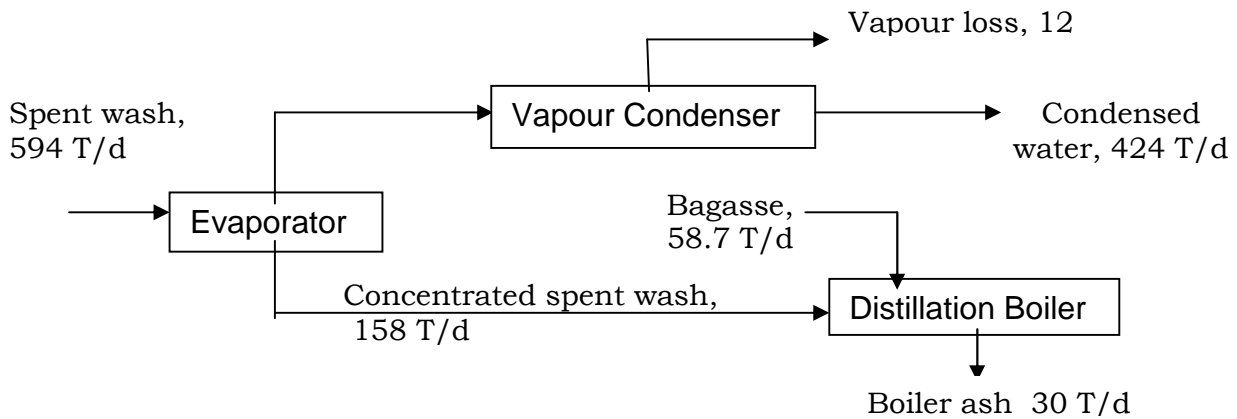 Vapour loss, 12
Spent wash,
594 T/d
Vapour Condenser
Condensed
water, 424 T/d
Evaporator
Bagasse,
58.7 T/d
Concentrated spent wash,
158 T/d
Distillation Boiler
Boiler ash 30 T/d